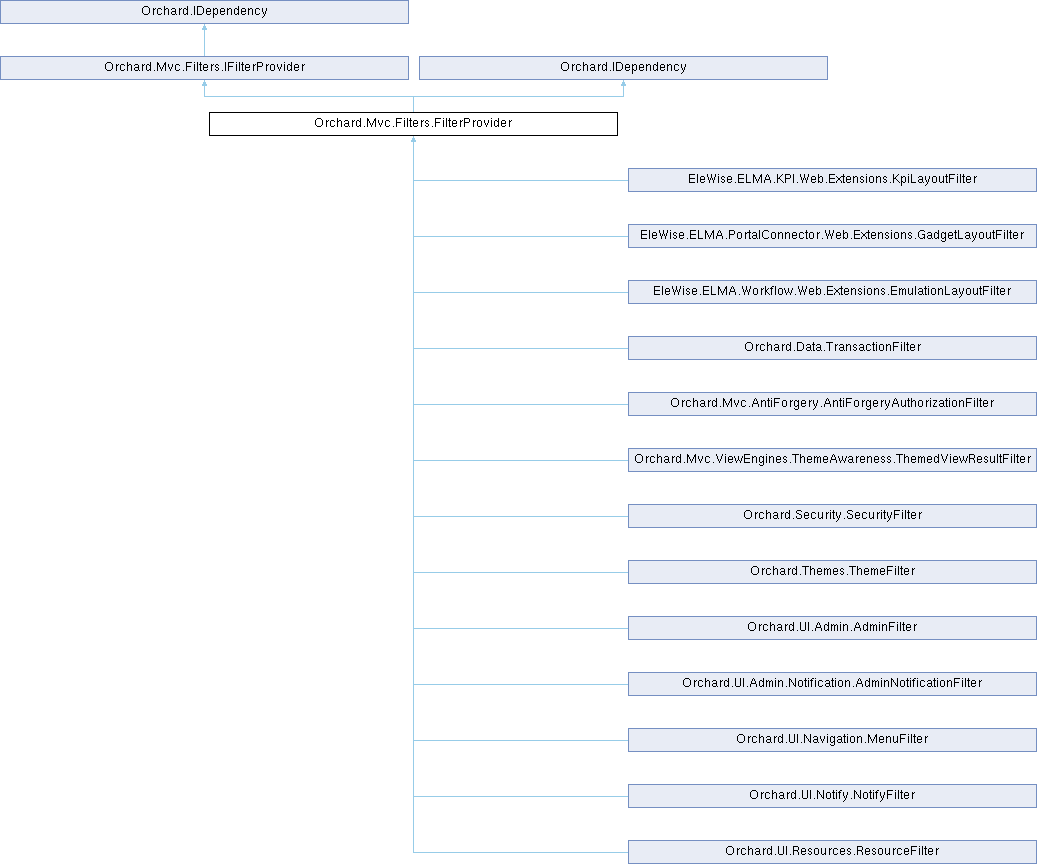 Orchard.IDependency
Orchard.Mvc.Filters.IFilterProvider
Orchard.IDependency
Orchard.Mvc.Filters.FilterProvider
EleWise.ELMA.KPI.Web.Extensions.KpiLayoutFilter
EleWise.ELMA.PortalConnector.Web.Extensions.GadgetLayoutFilter
EleWise.ELMA.Workflow.Web.Extensions.EmulationLayoutFilter
Orchard.Data.TransactionFilter
Orchard.Mvc.AntiForgery.AntiForgeryAuthorizationFilter
Orchard.Mvc.ViewEngines.ThemeAwareness.ThemedViewResultFilter
Orchard.Security.SecurityFilter
Orchard.Themes.ThemeFilter
Orchard.UI.Admin.AdminFilter
Orchard.UI.Admin.Notification.AdminNotificationFilter
Orchard.UI.Navigation.MenuFilter
Orchard.UI.Notify.NotifyFilter
Orchard.UI.Resources.ResourceFilter